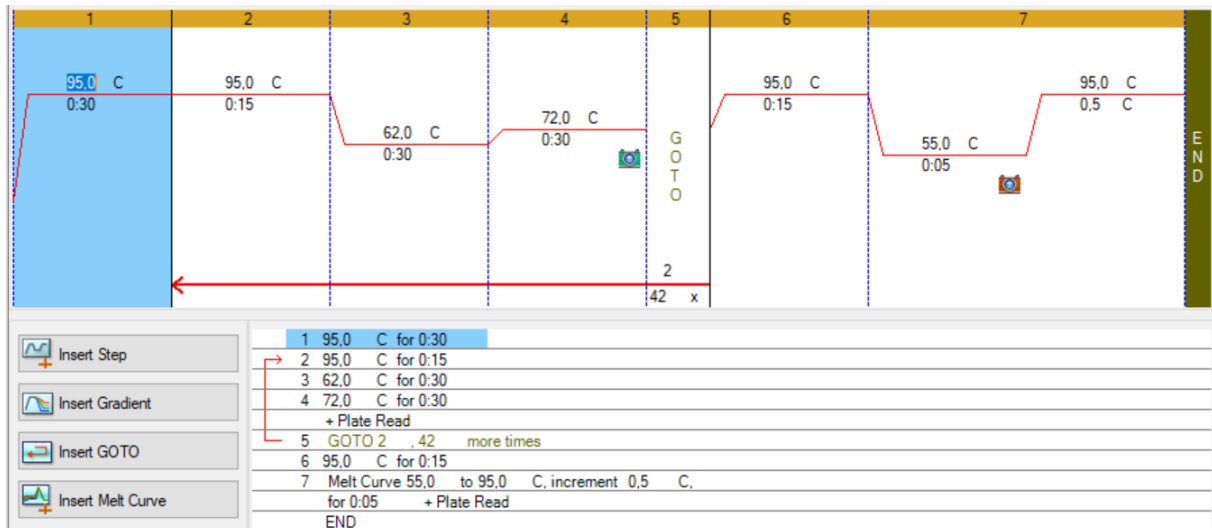 1 2 3 4 5 6 7
95,0 C 95,0 C 95,0 C 95,0 C
0:30 0:15 0:15 0,5 C
72,0 C
62,0 C 0:30
0:30
55,0 C
0:05
GOTO
END
2
42 x
Insert Step
Insert Gradient
Insert GOTO
Insert Melt Curve
1 95,0 C for 0:30
2 95,0 C for 0:15
3 62,0 C for 0:30
4 72,0 C for 0:30
+ Plate Read
5 GOTO 2 , 42 more times
6 95,0 C for 0:15
7 Melt Curve 55,0 to 95,0 C, increment 0,5 C,
for 0:05 + Plate Read
END